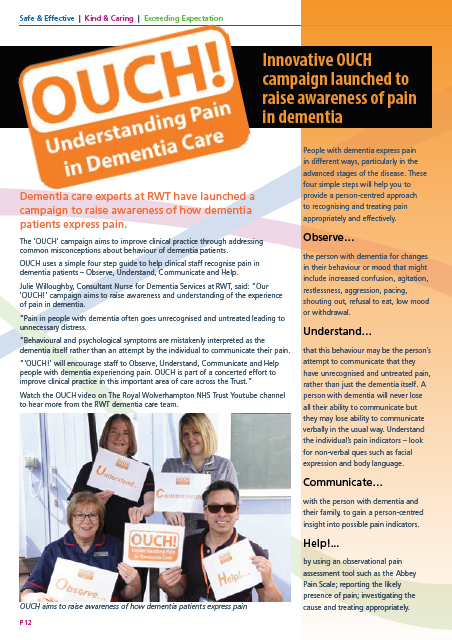 Safe & Effective | Kind & Caring | Exceeding Expectation
OUCH!
Understanding Pain
in Dementia Care
Innovative OUCH
campaign launched to
raise awareness of pain
in dementia
Dementia care experts at RWT have launched a
campaign to raise awareness of how dementia
patients express pain.
The ‘OUCH’ campaign aims to improve clinical practice through addressing
common misconceptions about behaviour of dementia patients.
OUCH uses a simple four step guide to help clinical staff recognise pain in
dementia patients – Observe, Understand, Communicate and Help.
Julie Willoughby, Consultant Nurse for Dementia Services at RWT, said: “Our
‘OUCH!’ campaign aims to raise awareness and understanding of the experience
of pain in dementia.
“Pain in people with dementia often goes unrecognised and untreated leading to
unnecessary distress.
“Behavioural and psychological symptoms are mistakenly interpreted as the
dementia itself rather than an attempt by the individual to communicate their pain.
“‘OUCH!’ will encourage staff to Observe, Understand, Communicate and Help
people with dementia experiencing pain. OUCH is part of a concerted effort to
improve clinical practice in this important area of care across the Trust.”
Watch the OUCH video on The Royal Wolverhampton NHS Trust Youtube channel
to hear more from the RWT dementia care team.
Understand...
Communicate...
OUCH!
Understanding Pain
in Dementia Care
Observe...
Help!...
OUCH aims to raise awareness of how dementia patients express pain
P 12
People with dementia express pain
in different ways, particularly in the
advanced stages of the disease. These
four simple steps will help you to
provide a person-centred approach
to recognising and treating pain
appropriately and effectively.
Observe…
the person with dementia for changes
in their behaviour or mood that might
include increased confusion, agitation,
restlessness, aggression, pacing,
shouting out, refusal to eat, low mood
or withdrawal.
Understand…
that this behaviour may be the person’s
attempt to communicate that they
have unrecognised and untreated pain,
rather than just the dementia itself. A
person with dementia will never lose
all their ability to communicate but
they may lose ability to communicate
verbally in the usual way. Understand
the individual’s pain indicators – look
for non-verbal ques such as facial
expression and body language.
Communicate…
with the person with dementia and
their family, to gain a person-centred
insight into possible pain indicators.
Help!...
by using an observational pain
assessment tool such as the Abbey
Pain Scale; reporting the likely
presence of pain; investigating the
cause and treating appropriately.